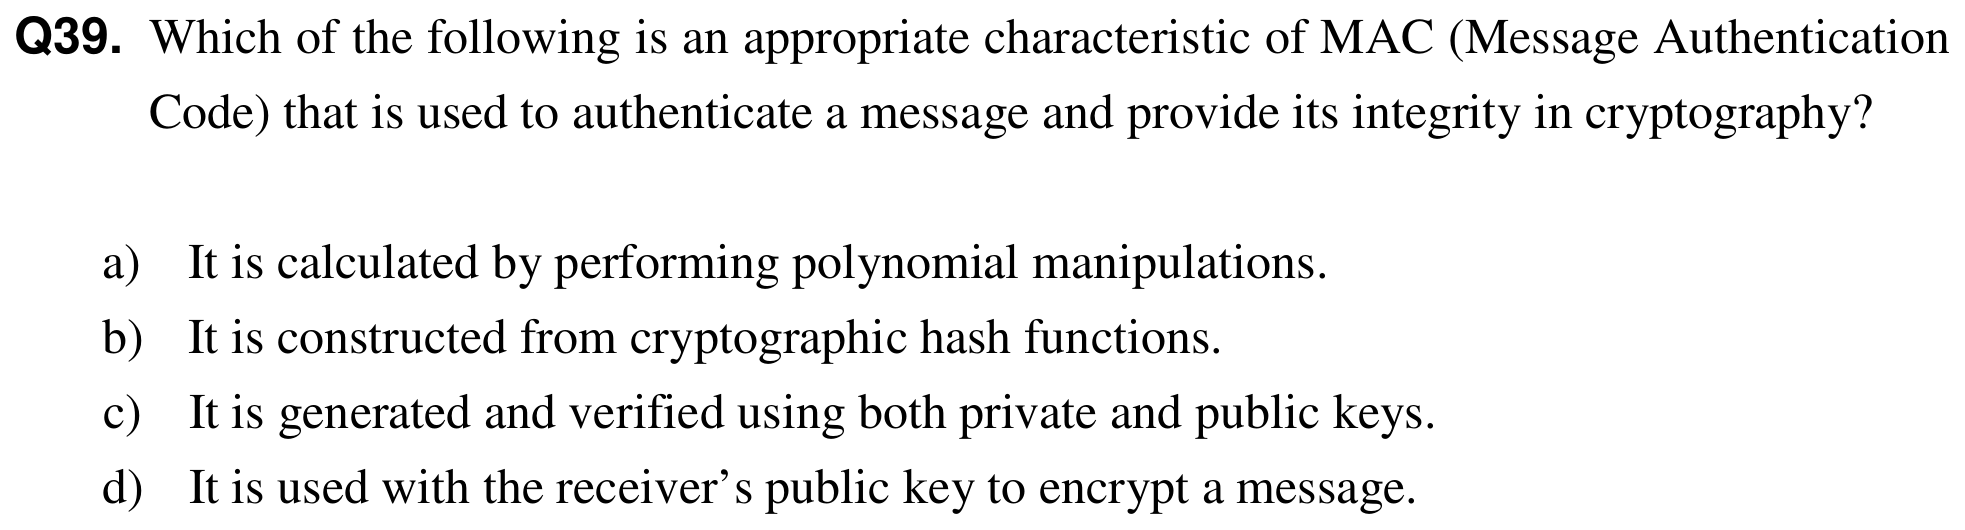 Q39. Which of the following is an appropriate characteristic of MAC (Message Authentication
Code) that is used to authenticate a message and provide its integrity in cryptography?
a) It is calculated by performing polynomial manipulations.
b) It is constructed from cryptographic hash functions.
c) It is generated and verified using both private and public keys.
d) It is used with the receiver’s public key to encrypt a message.